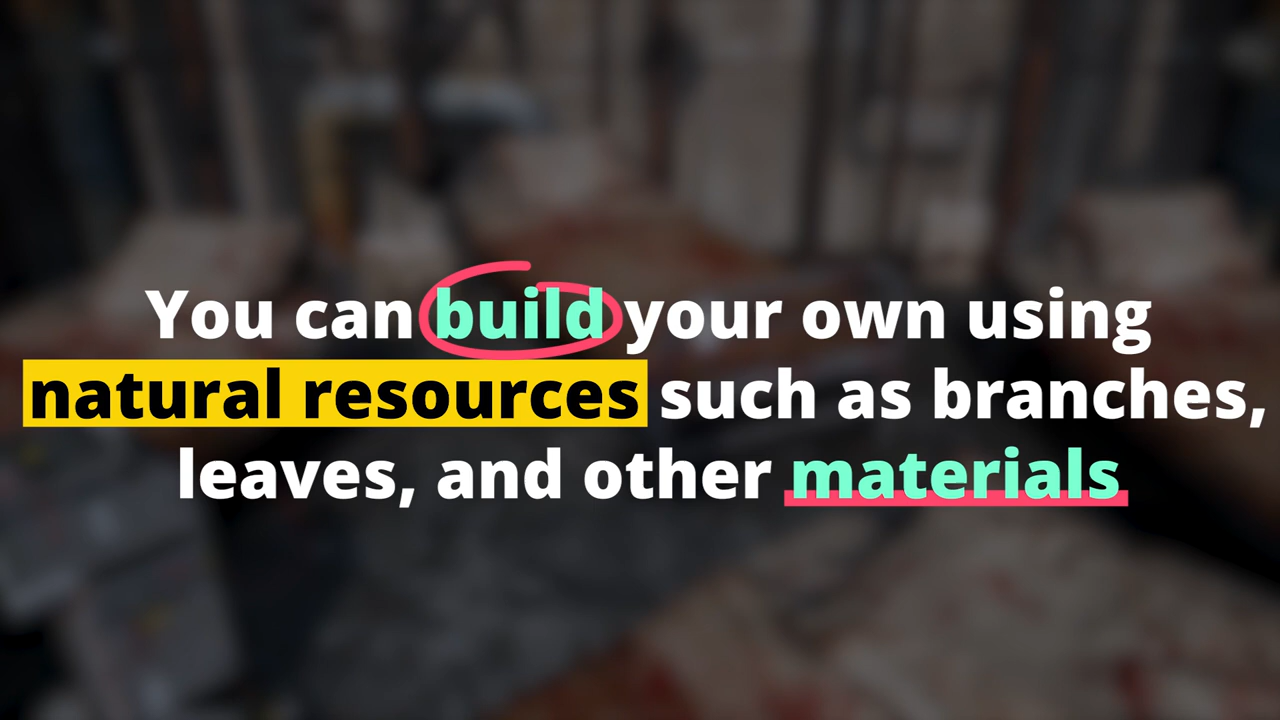 You can build your own using
natural resources such as branches,
leaves, and other materials